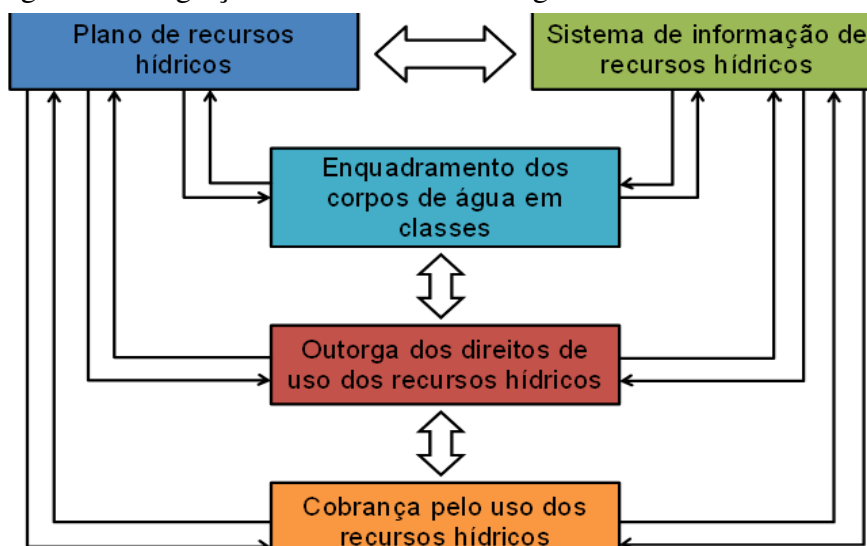 Plano de recursos
hídricos
Sistema de informação de
recursos hídricos
Enquadramento dos
corpos de água em
classes
Outorga dos direitos de
uso dos recursos hídricos
Cobrança pelo uso dos
recursos hídricos